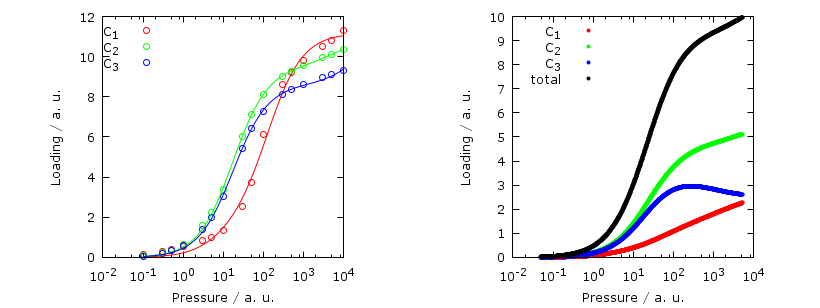 12
10
8
6
4
2
0
C1
C2
C3
Loading / a. u.
10-2 10-1 100 101 102 103 104
Pressure / a. u.
10
9
8
7
6
5
4
3
2
1
0
C1
C2
C3
total
Loading / a. u.
10-2 10-1 100 101 102 103 104
Pressure / a. u.